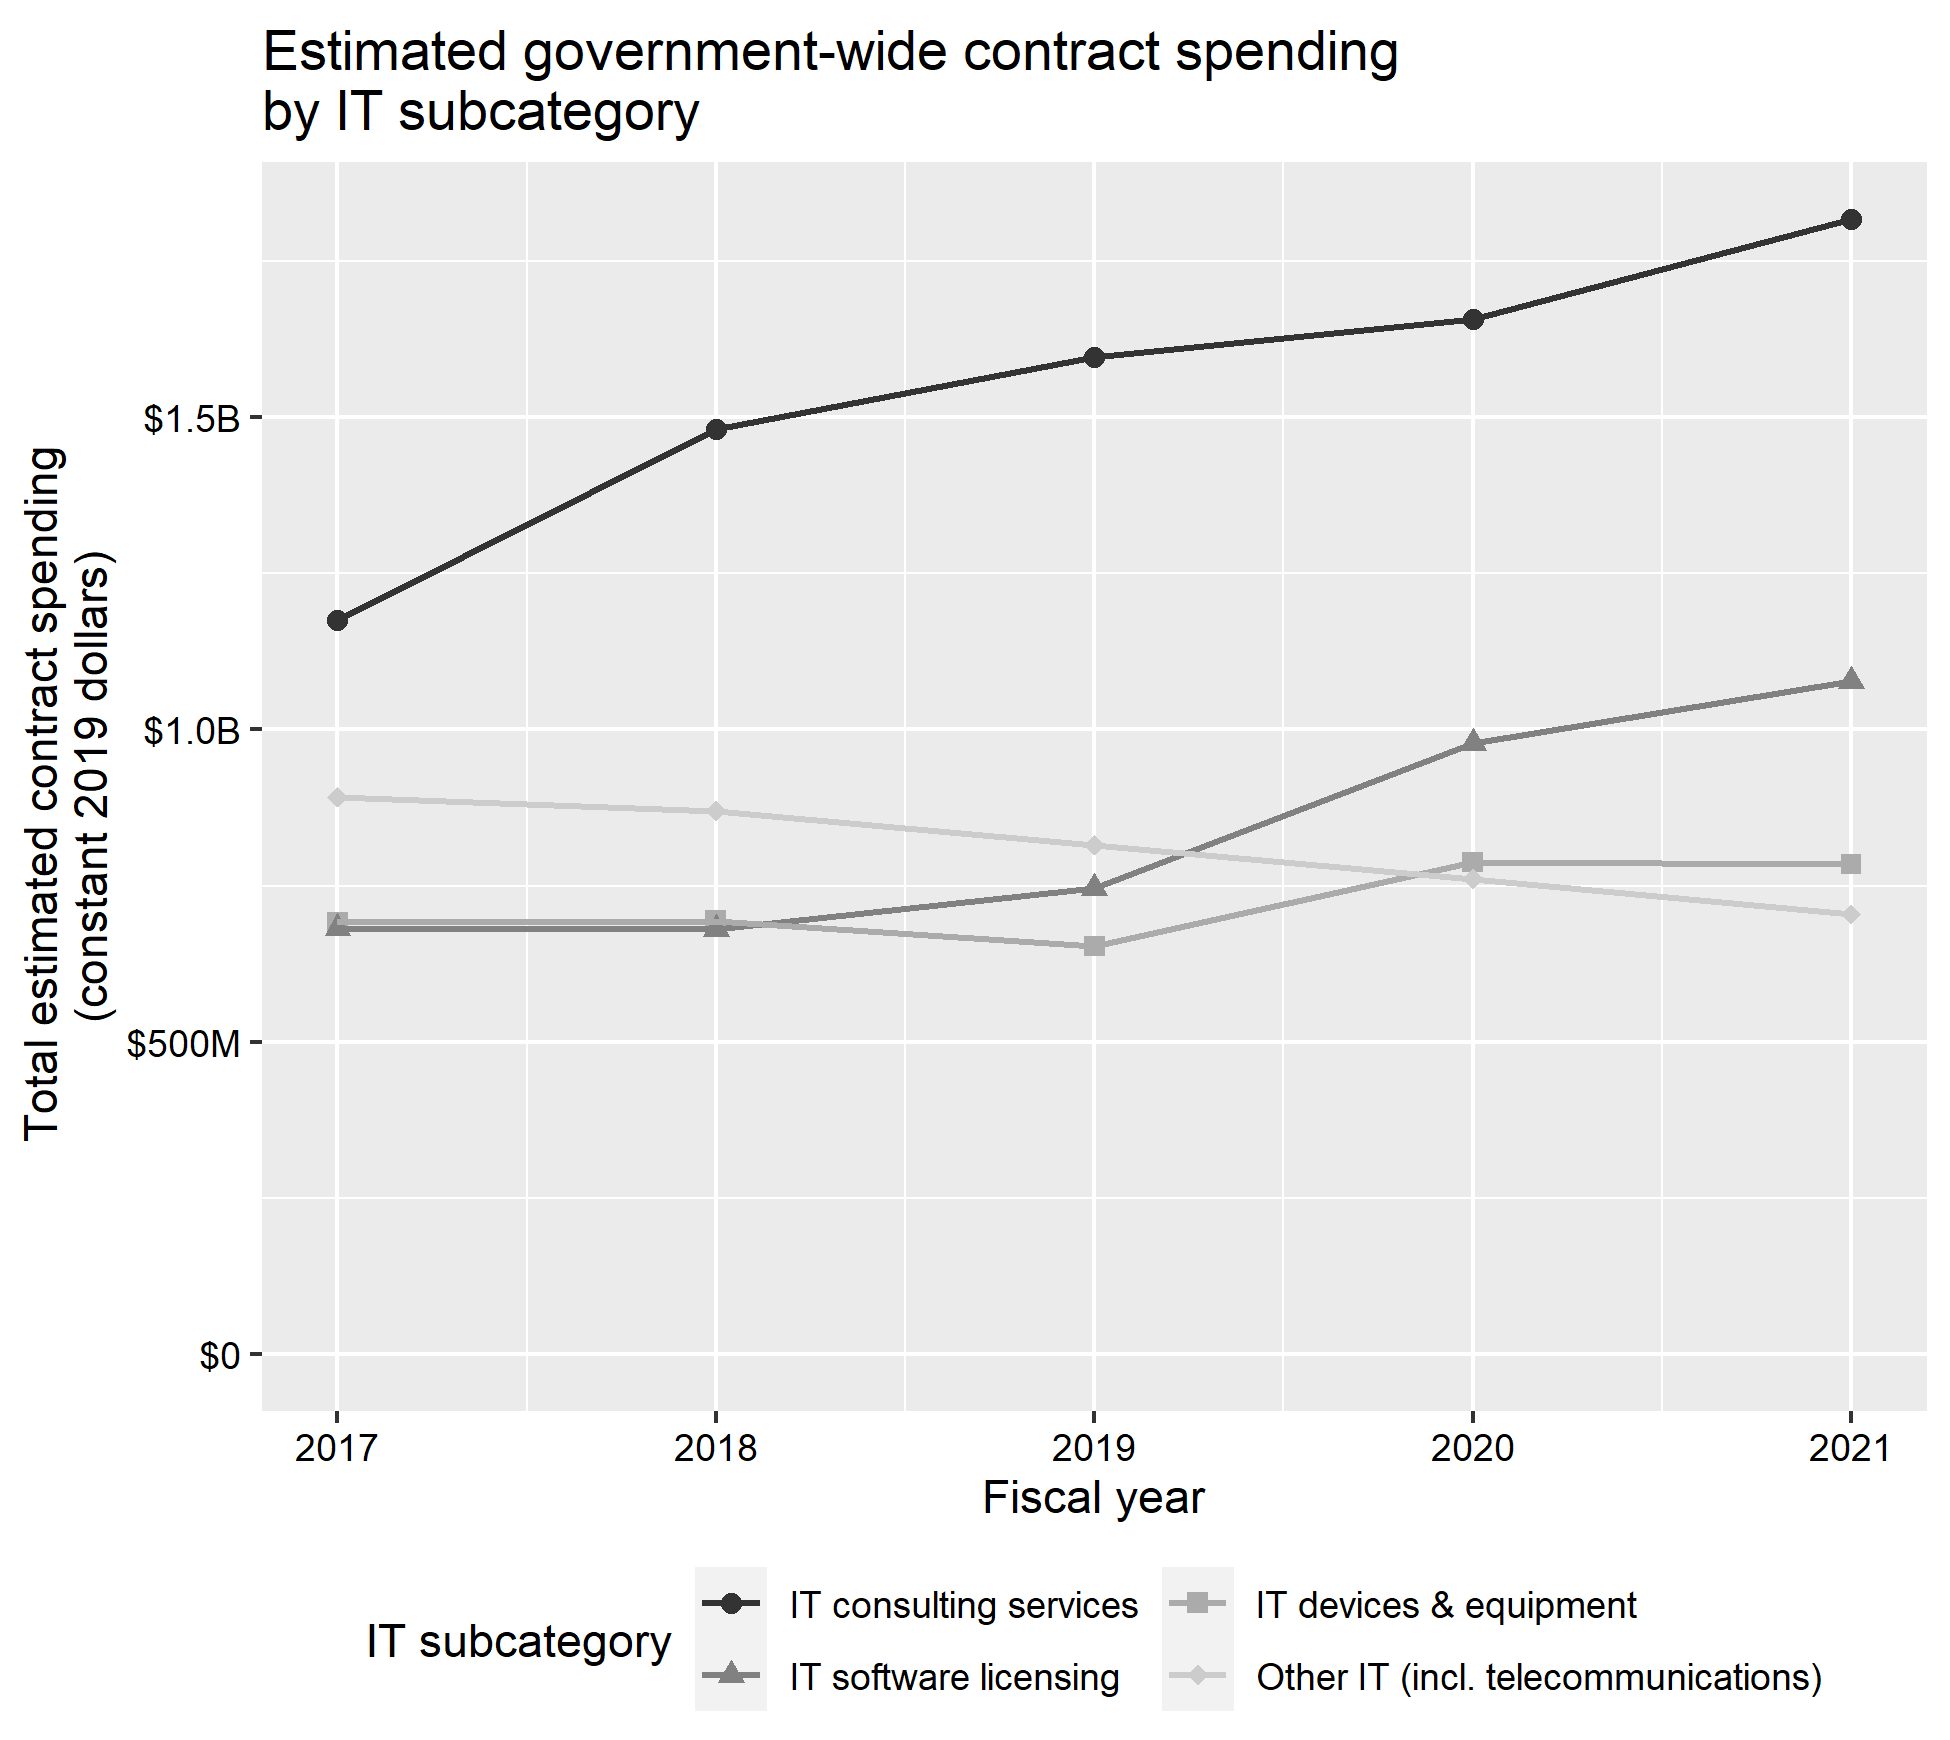 Estimated government-wide contract spending
by IT subcategory
Total estimated contract spending
(constant 2019 dollars)
$1.5B
$1.0B
$500M
$0
2017 2018 2019 2020 2021
Fiscal year
IT subcategory
IT consulting services
IT software licensing
IT devices & equipment
Other IT (incl. telecommunications)